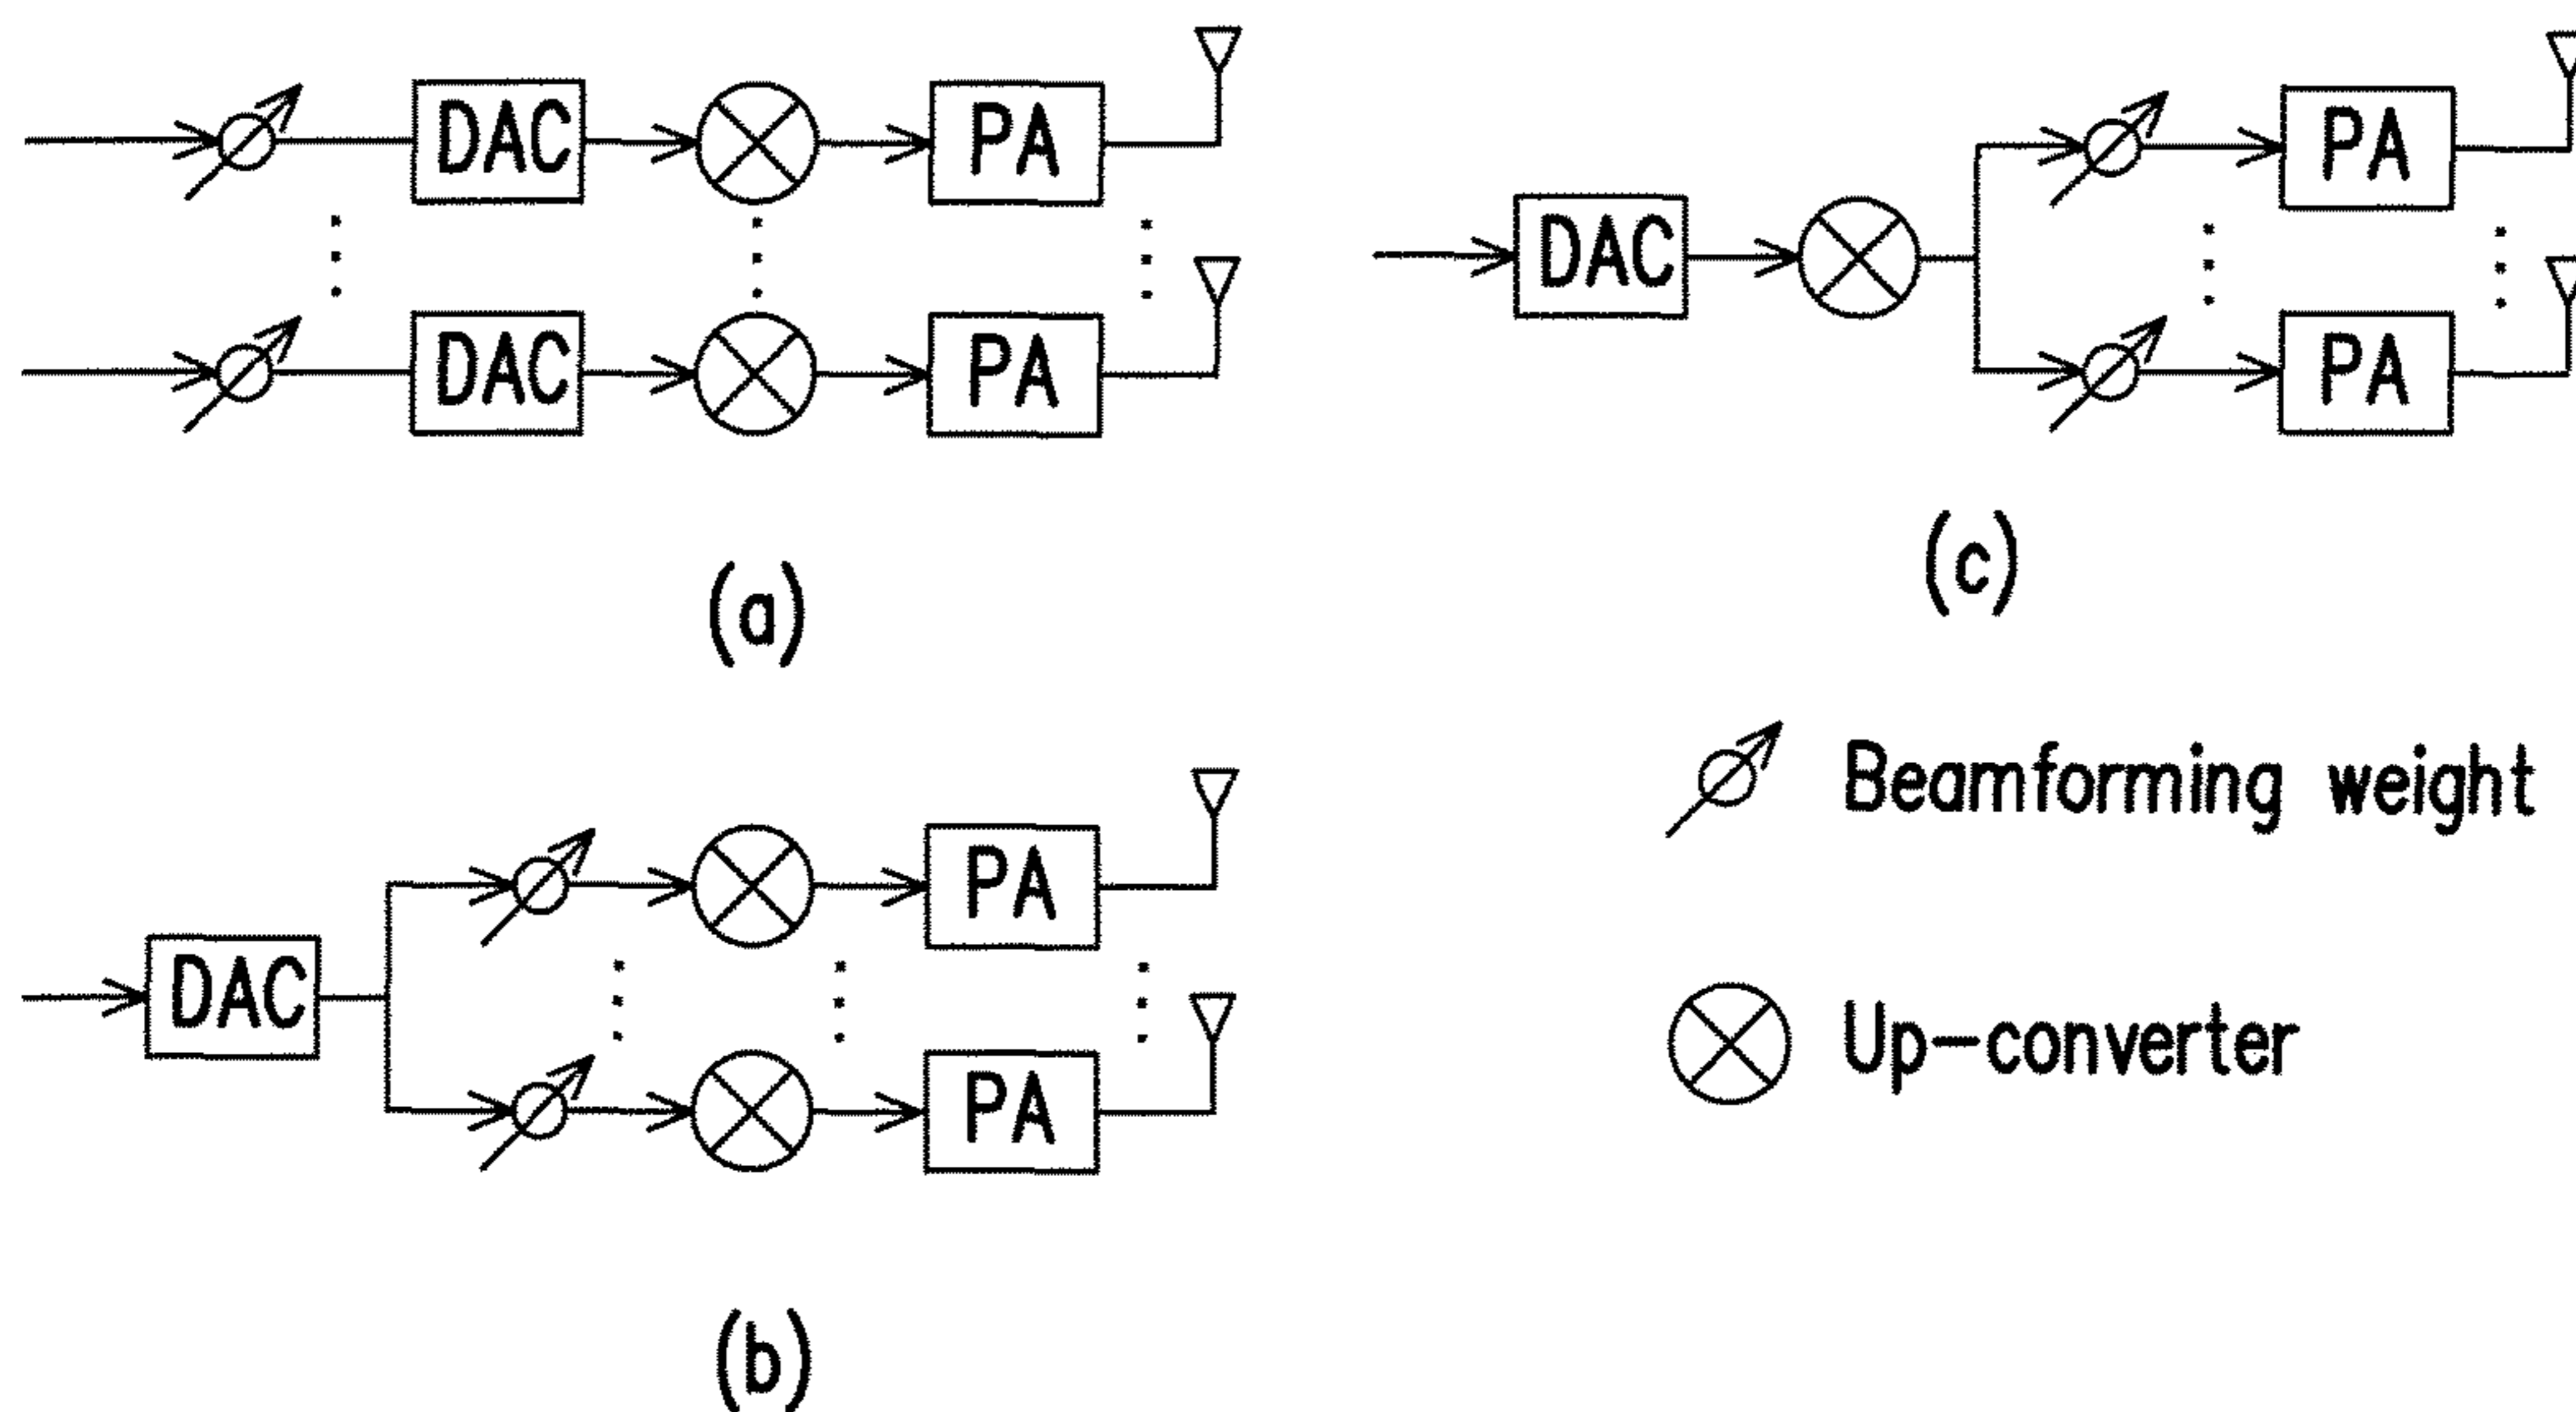 DAC PA
DAC PA
(a)
DAC PA
PA
(b)
DAC PA
PA
(c)
Beamforming weight
Up-converter